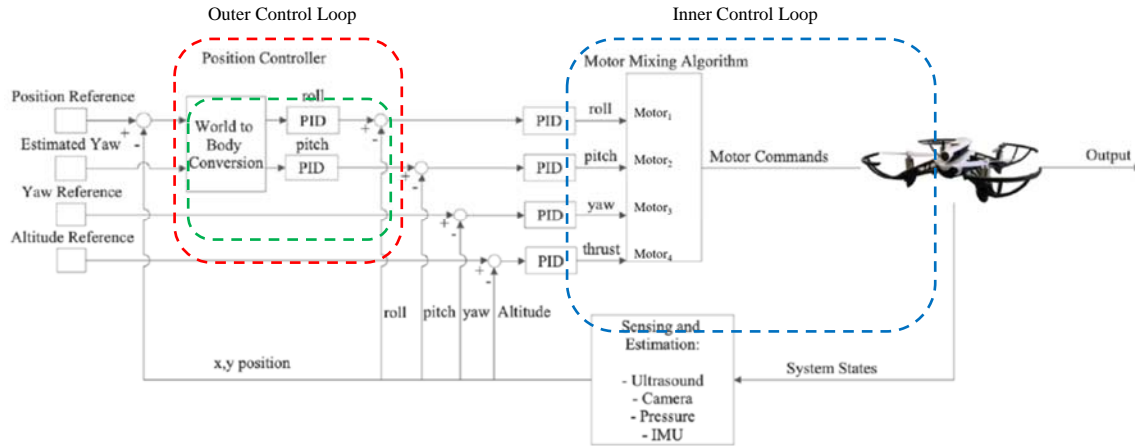 Outer Control Loop
Inner Control Loop
Position Controller
Motor Mixing Algorithm
Position Reference
+
-
Estimated Yaw
Yaw Reference
Altitude Reference
World to
Body
Conversion
roll
PID
pitch
PID
+
-
+
-
+
-
+
-
PID
roll
PID
pitch
PID
yaw
PID
thrust
Motor1
Motor2
Motor3
Motor4
Motor Commands
Output
roll
pitch
yaw
Altitude
x,y position
Sensing and
Estimation:
- Ultrasound
- Camera
- Pressure
- IMU
System States